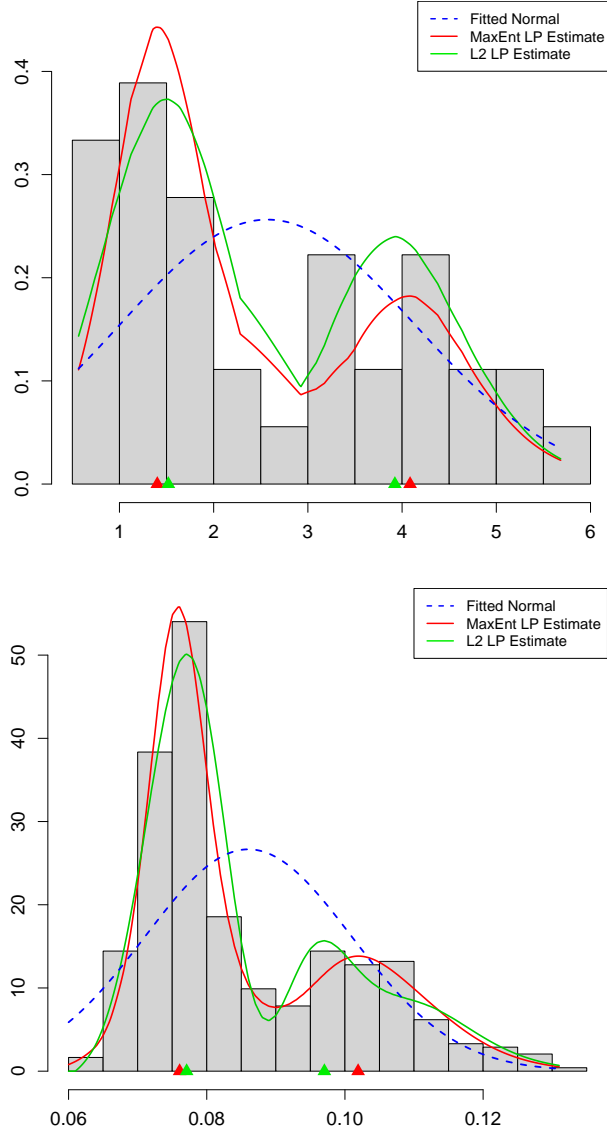 Fitted Normal
MaxEnt LP Estimate
L2 LP Estimate
0.4
0.3
0.2
0.1
0.0
1 2 3 4 5 6
Fitted Normal
MaxEnt LP Estimate
L2 LP Estimate
50
40
30
20
10
0
0.06 0.08 0.10 0.12